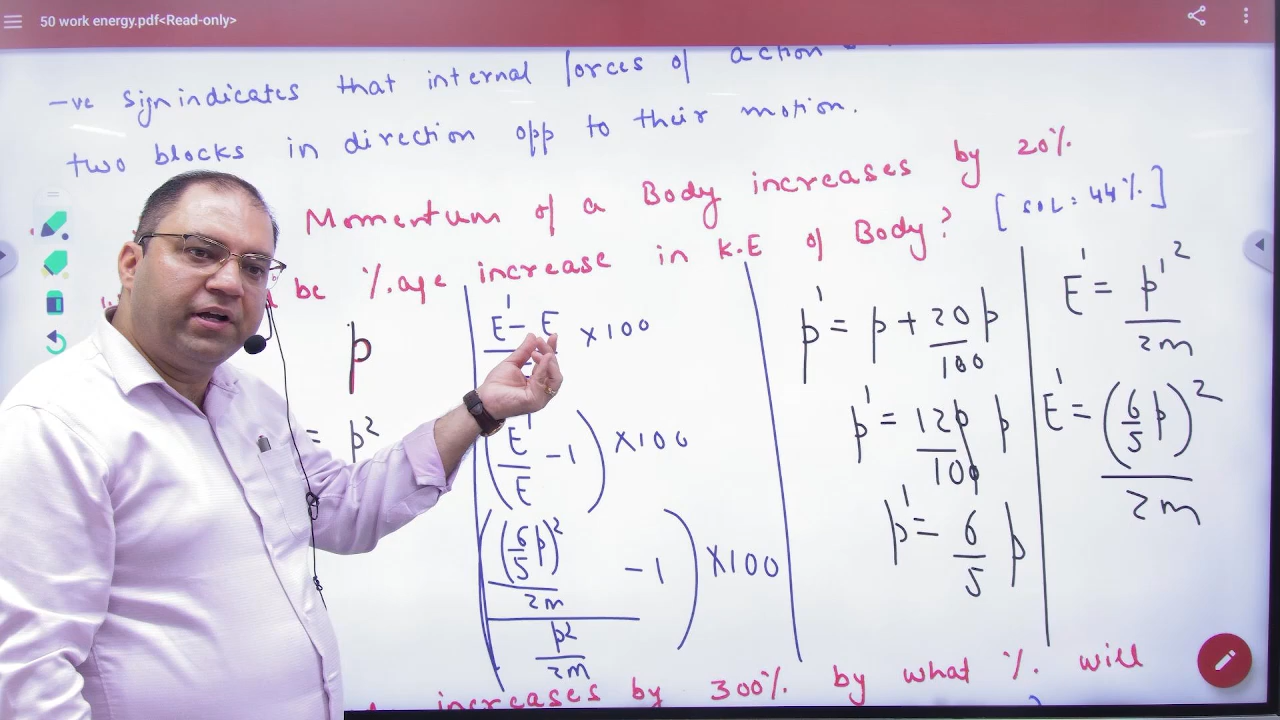 50 work energy.pdf<Read-only>
-ve sign indicates that internal forces of action
two blocks in direction opp to their motion.
Momentum of a Body increases by 20%
be %.age increase in K.E of Body? [SOL: 44%]
p
= p²
E' - E × 100
(E'/E - 1) × 100
((6/5 p)²/2m / p²/2m - 1) × 100
p' = p + 20/100 p
p' = 120/100 p
p' = 6/5 p
E' = p'²/2m
E' = (6/5 p)²/2m
increases by 300% by what % will